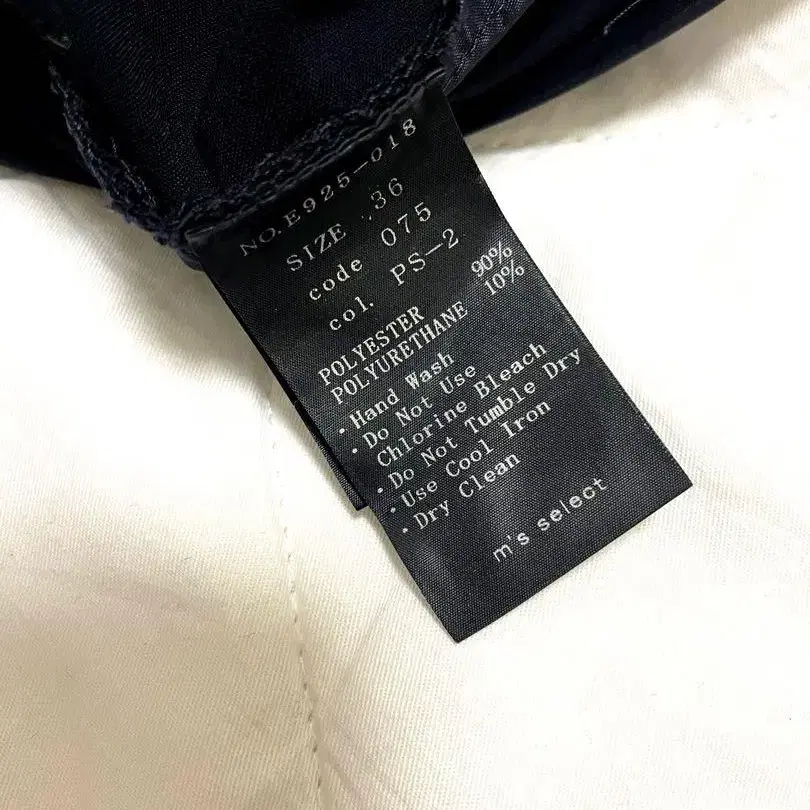 NO.E925-018
SIZE 36
code 075
col. PS-2
POLYESTER 90%
POLYURETHANE 10%
・Hand Wash
・Do Not Use
Chlorine Bleach
・Do Not Tumble Dry
・Use Cool Iron
・Dry Clean
m's select